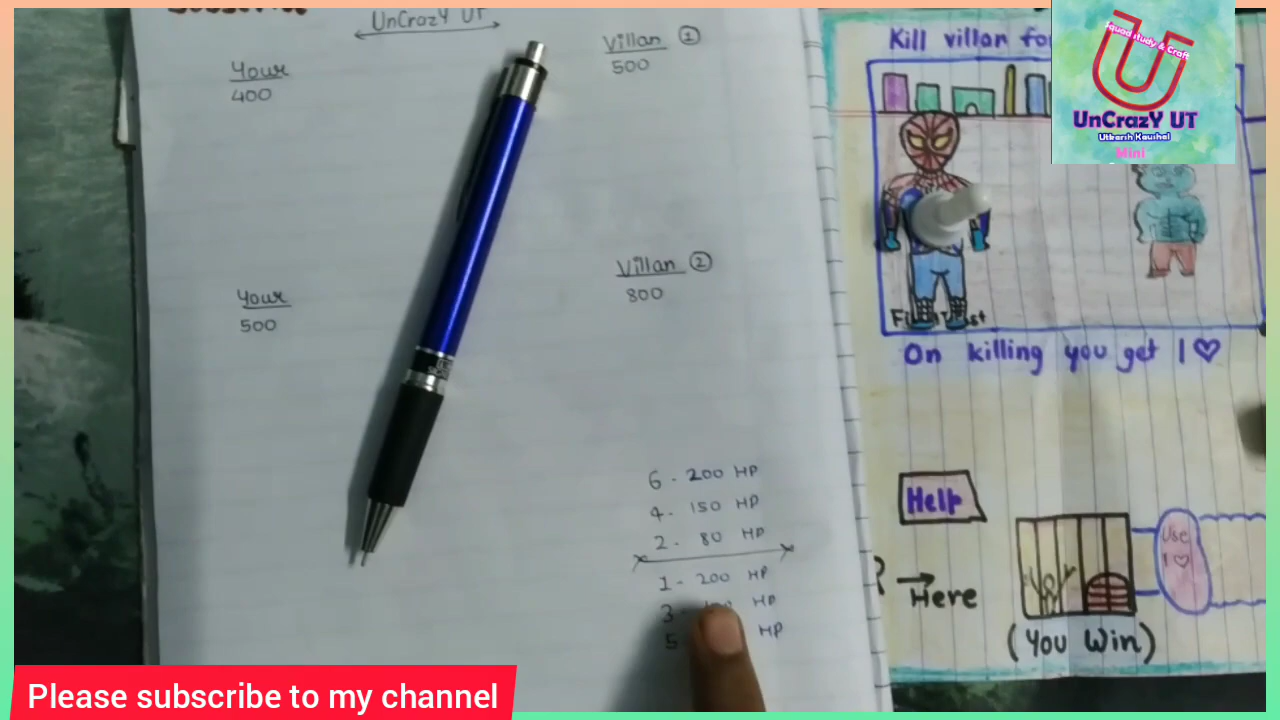 UnCrazY UT
Your
400
Villan ①
500
Your
500
Villan ②
800
6 - 200 HP
4 - 150 HP
2 - 80 HP
1 - 200 HP
3 - HP
5 HP
Kill villan for
On killing you get 1 ♡
Help
→ Here
Use
1 ♡
(You Win)
Squad study & Craft
UnCrazY UT
Utkarsh Kaushal
Mini
Please subscribe to my channel